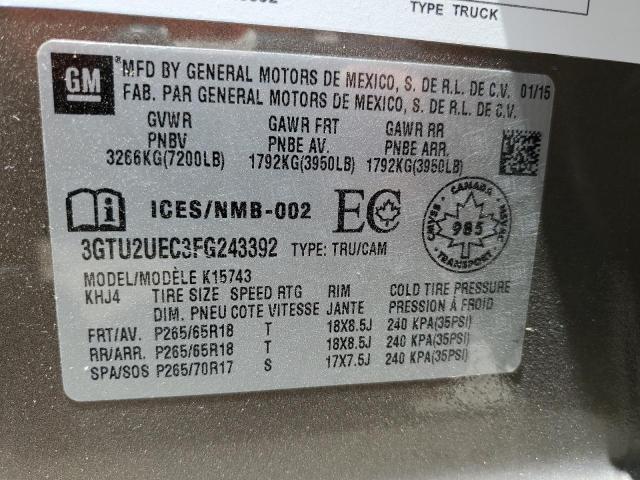 TYPE TRUCK
GM
*MFD BY GENERAL MOTORS DE MEXICO, S. DE R.L. DE C.V. 01/15
FAB. PAR GENERAL MOTORS DE MEXICO, S. DE R.L. DE C.V.
GVWR GAWR FRT GAWR RR
PNBV PNBE AV. PNBE ARR.
3266KG(7200LB) 1792KG(3950LB) 1792KG(3950LB)
i ICES/NMB-002 EC
CANADA
CMVSS 985 NSVAC
TRANSPORT
3GTU2UEC3FG243392 TYPE: TRU/CAM
MODEL/MODÈLE K15743
KHJ4 TIRE SIZE SPEED RTG RIM COLD TIRE PRESSURE
DIM. PNEU COTE VITESSE JANTE PRESSION À FROID
FRT/AV. P265/65R18 T 18X8.5J 240 KPA(35PSI)
RR/ARR. P265/65R18 T 18X8.5J 240 KPA(35PSI)
SPA/SOS P265/70R17 S 17X7.5J 240 KPA(35PSI)